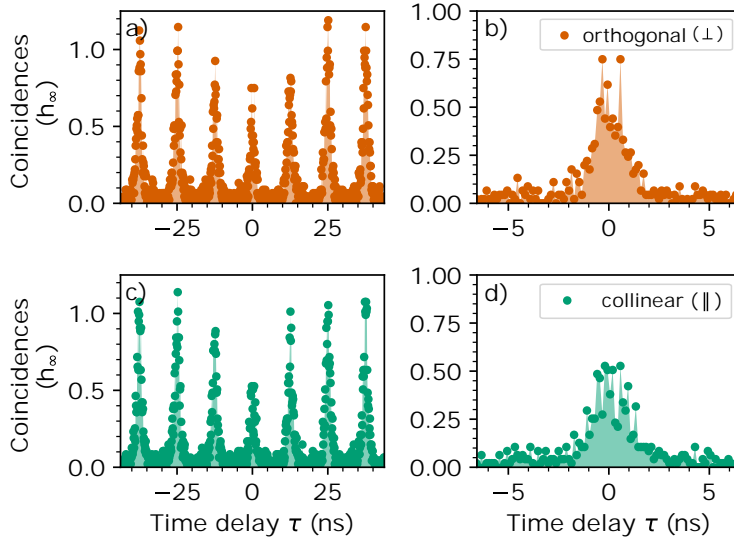 a)
1.0
0.5
0.0
−25
0
25
Coincidences
(h∞)
b)
orthogonal (⊥)
1.00
0.75
0.50
0.25
0.00
−5
0
5
c)
1.0
0.5
0.0
−25
0
25
Coincidences
(h∞)
Time delay τ (ns)
d)
collinear (∥)
1.00
0.75
0.50
0.25
0.00
−5
0
5
Time delay τ (ns)